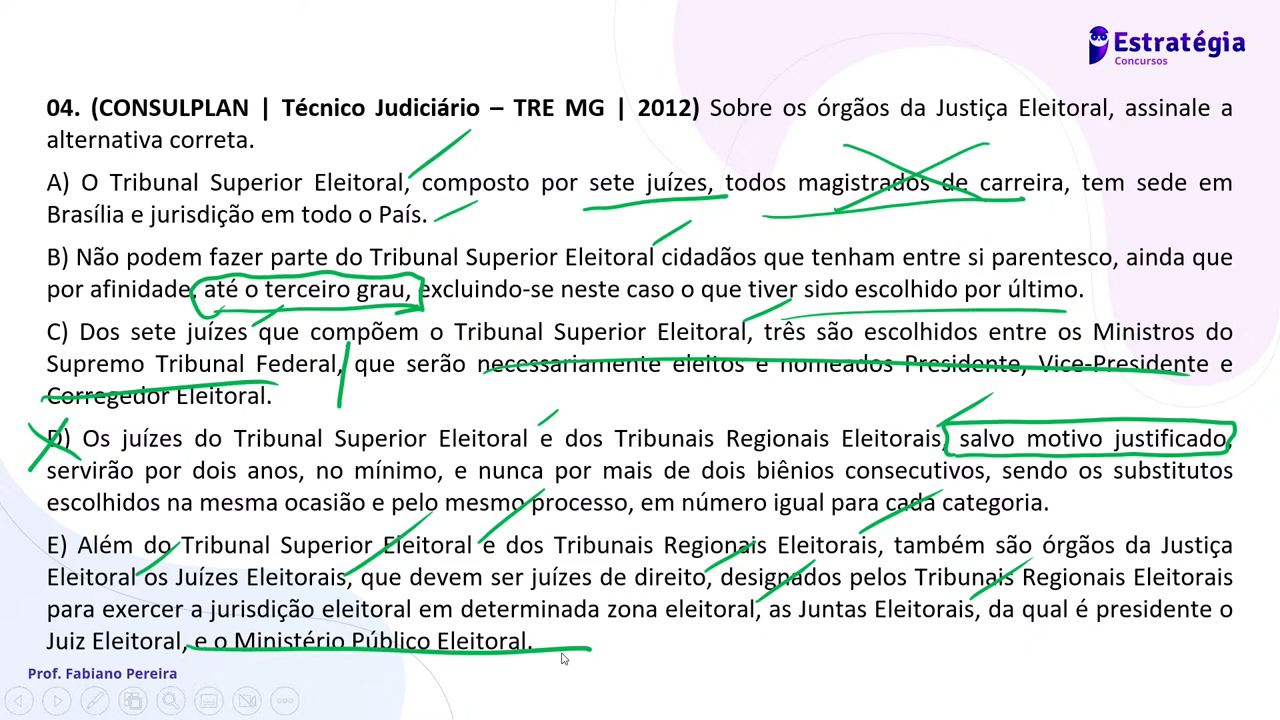 Estratégia
Concursos
04. (CONSULPLAN | Técnico Judiciário – TRE MG | 2012) Sobre os órgãos da Justiça Eleitoral, assinale a
alternativa correta.
A) O Tribunal Superior Eleitoral, composto por sete juízes, todos magistrados de carreira, tem sede em
Brasília e jurisdição em todo o País.
B) Não podem fazer parte do Tribunal Superior Eleitoral cidadãos que tenham entre si parentesco, ainda que
por afinidade, até o terceiro grau, excluindo-se neste caso o que tiver sido escolhido por último.
C) Dos sete juízes que compõem o Tribunal Superior Eleitoral, três são escolhidos entre os Ministros do
Supremo Tribunal Federal, que serão necessariamente eleitos e nomeados Presidente, Vice-Presidente e
Corregedor Eleitoral.
D) Os juízes do Tribunal Superior Eleitoral e dos Tribunais Regionais Eleitorais, salvo motivo justificado,
servirão por dois anos, no mínimo, e nunca por mais de dois biênios consecutivos, sendo os substitutos
escolhidos na mesma ocasião e pelo mesmo processo, em número igual para cada categoria.
E) Além do Tribunal Superior Eleitoral e dos Tribunais Regionais Eleitorais, também são órgãos da Justiça
Eleitoral os Juízes Eleitorais, que devem ser juízes de direito, designados pelos Tribunais Regionais Eleitorais
para exercer a jurisdição eleitoral em determinada zona eleitoral, as Juntas Eleitorais, da qual é presidente o
Juiz Eleitoral, e o Ministério Público Eleitoral.
Prof. Fabiano Pereira